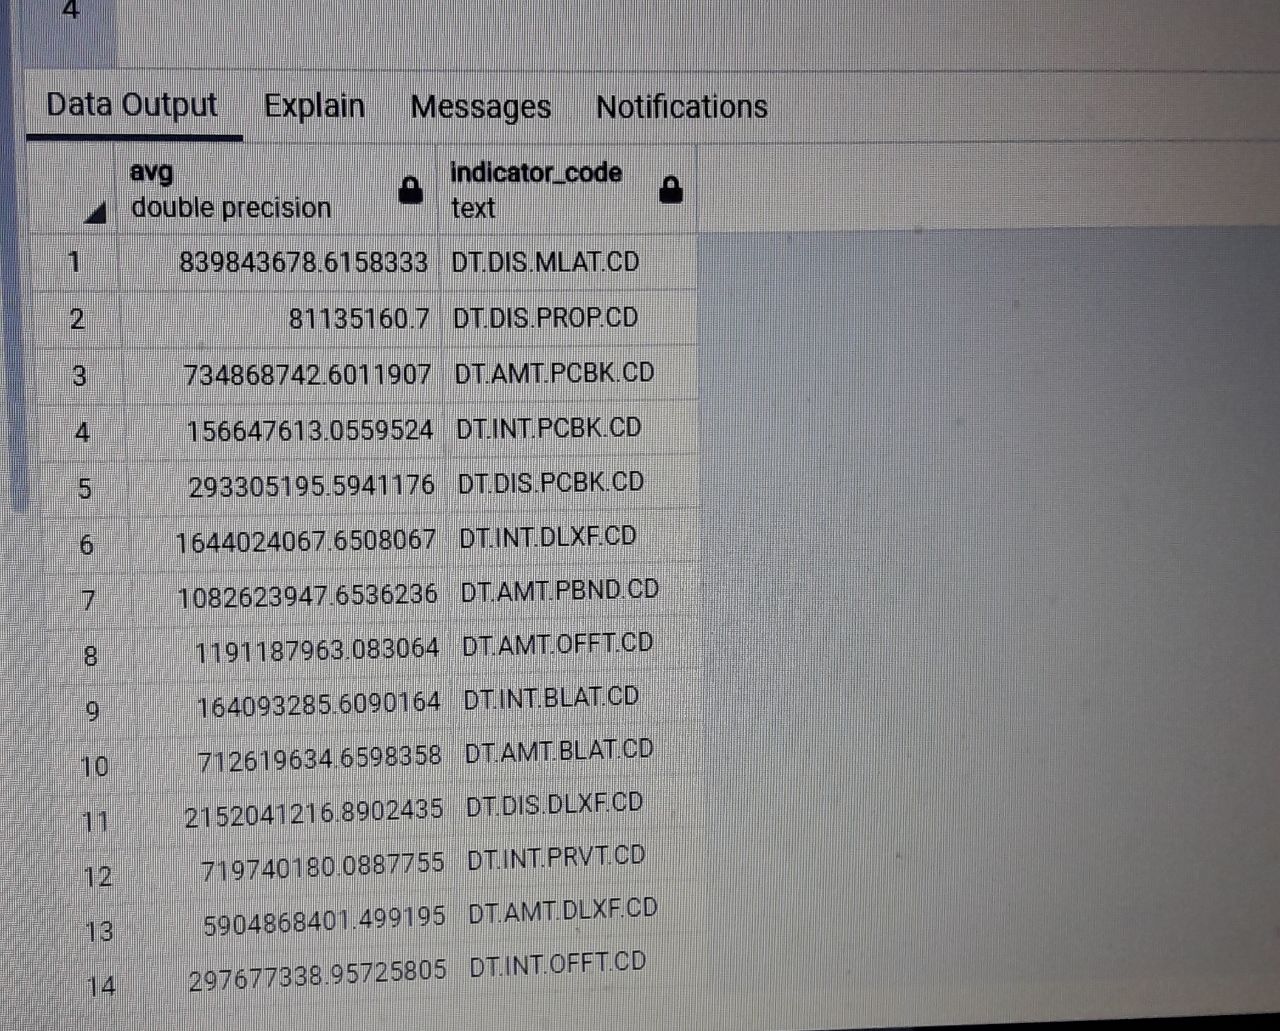 4
Data Output Explain Messages Notifications
avg indicator_code
double precision text
1 839843678.6158333 DT.DIS.MLAT.CD
2 81135160.7 DT.DIS.PROP.CD
3 734868742.6011907 DT.AMT.PCBK.CD
4 156647613.0559524 DT.INT.PCBK.CD
5 293305195.5941176 DT.DIS.PCBK.CD
6 1644024067.6508067 DT.INT.DLXF.CD
7 1082623947.6536236 DT.AMT.PBND.CD
8 1191187963.083064 DT.AMT.OFFT.CD
9 164093285.6090164 DT.INT.BLAT.CD
10 712619634.6598358 DT.AMT.BLAT.CD
11 2152041216.8902435 DT.DIS.DLXF.CD
12 719740180.0887755 DT.INT.PRVT.CD
13 5904868401.499195 DT.AMT.DLXF.CD
14 297677338.95725805 DT.INT.OFFT.CD